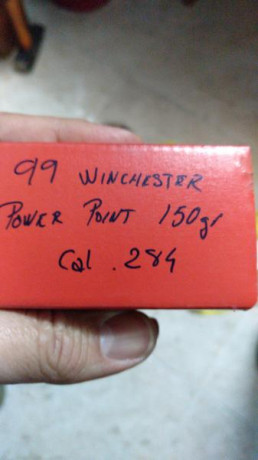 99 WINCHESTER
POWER POINT 150gr
Cal .284